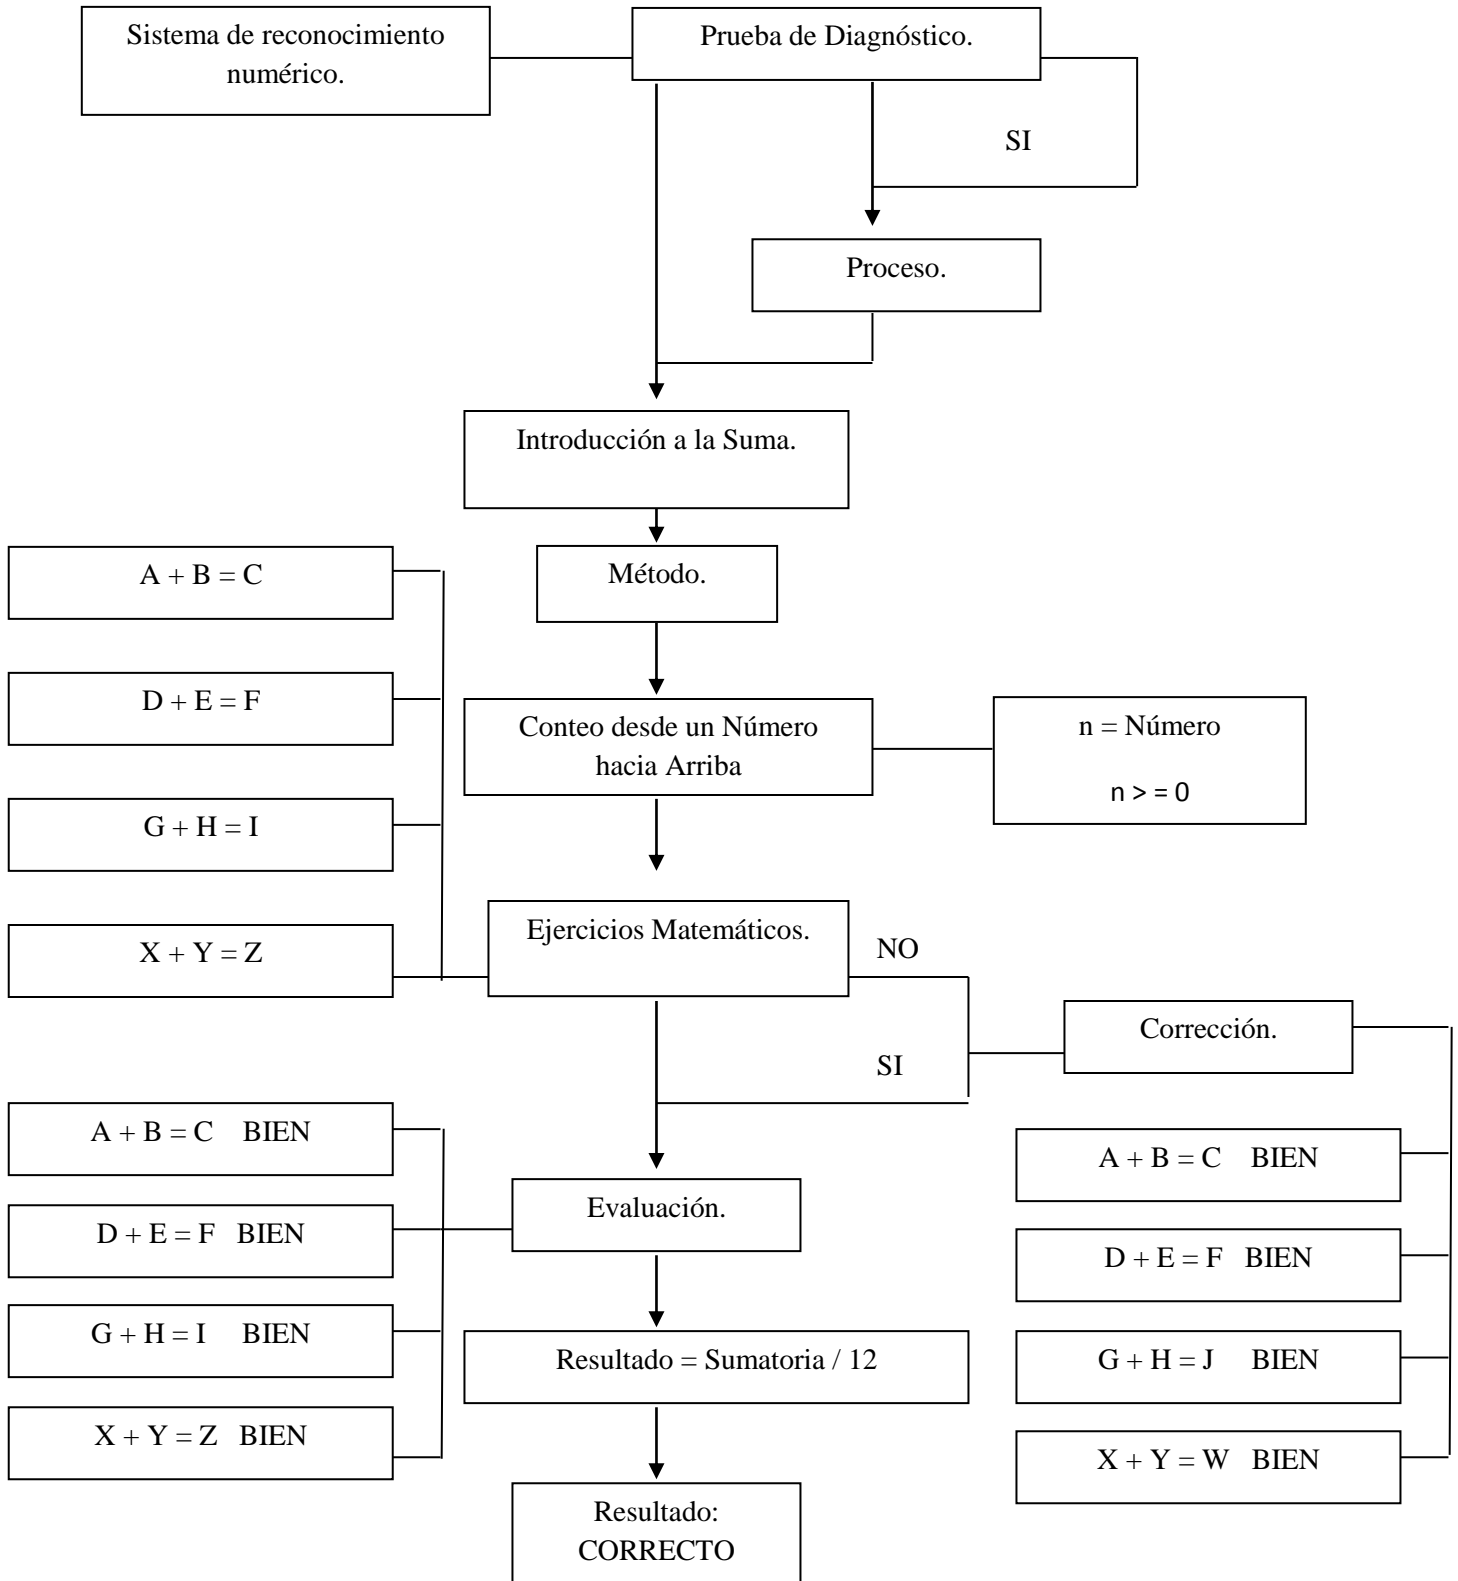 Sistema de reconocimiento
numérico.
Prueba de Diagnóstico.
SI
Proceso.
Introducción a la Suma.
Método.
A + B = C
D + E = F
G + H = I
X + Y = Z
Conteo desde un Número
hacia Arriba
n = Número
n > = 0
Ejercicios Matemáticos.
NO
SI
Corrección.
A + B = C BIEN
D + E = F BIEN
G + H = I BIEN
X + Y = Z BIEN
Evaluación.
Resultado = Sumatoria / 12
Resultado:
CORRECTO
A + B = C BIEN
D + E = F BIEN
G + H = J BIEN
X + Y = W BIEN